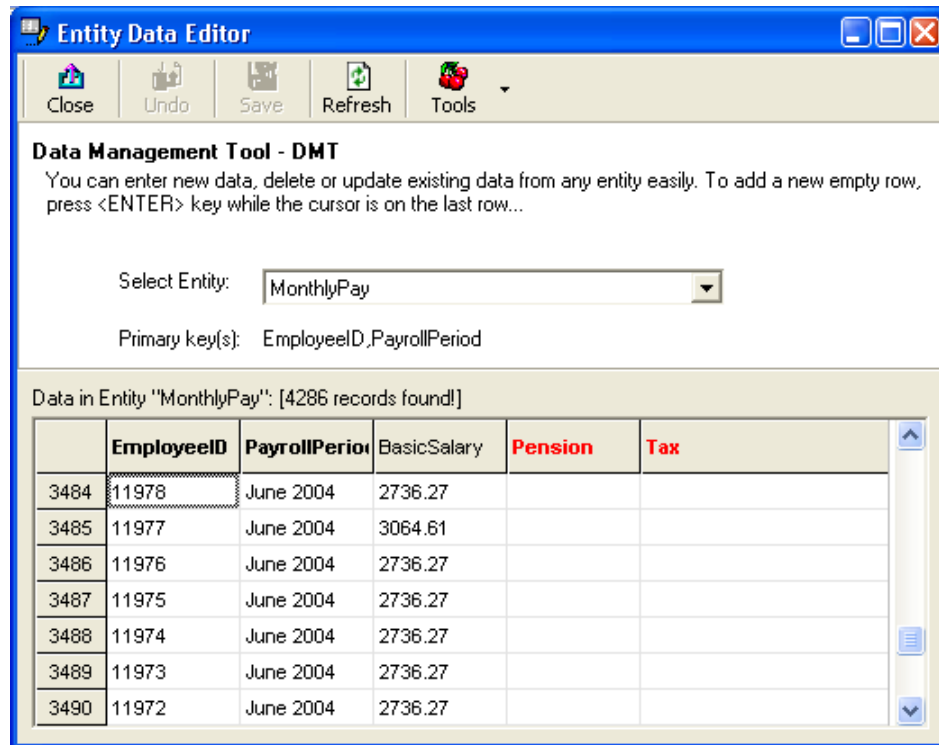 Entity Data Editor
Close Undo Save Refresh Tools
Data Management Tool - DMT
You can enter new data, delete or update existing data from any entity easily. To add a new empty row,
press <ENTER> key while the cursor is on the last row...
Select Entity: MonthlyPay
Primary key(s): EmployeeID,PayrollPeriod
Data in Entity "MonthlyPay": [4286 records found!]
EmployeeID PayrollPerio BasicSalary Pension Tax
3484 11978 June 2004 2736.27
3485 11977 June 2004 3064.61
3486 11976 June 2004 2736.27
3487 11975 June 2004 2736.27
3488 11974 June 2004 2736.27
3489 11973 June 2004 2736.27
3490 11972 June 2004 2736.27